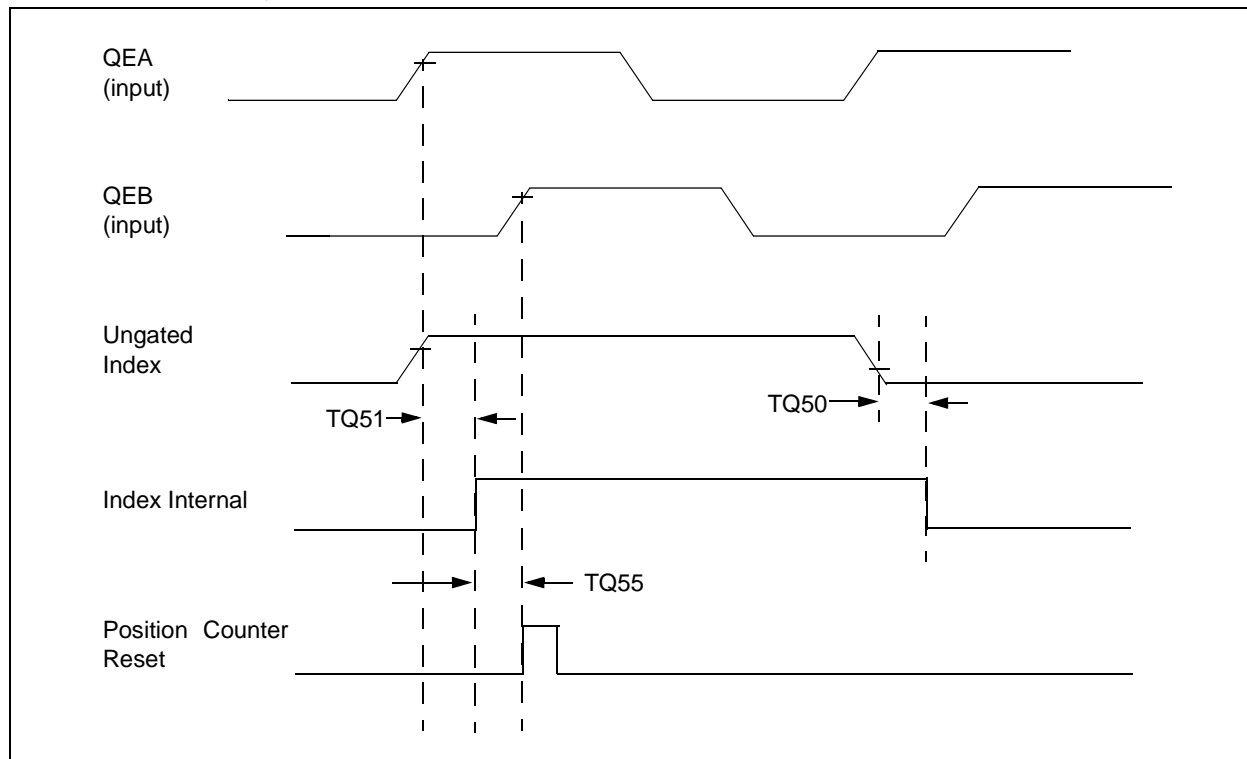 QEA
(input)
QEB
(input)
Ungated
Index
TQ51
TQ50
Index Internal
TQ55
Position Counter
Reset